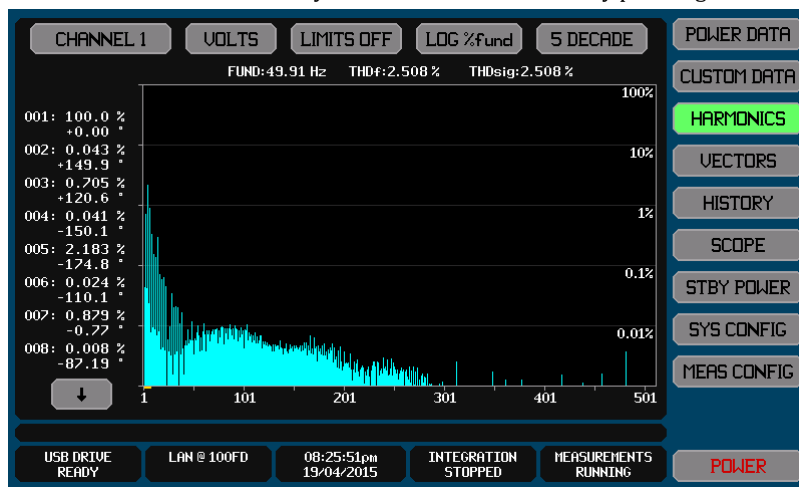 CHANNEL 1
VOLTS
LIMITS OFF
LOG %fund
5 DECADE
POWER DATA
FUND:49.91 Hz THDf:2.508 % THDsig:2.508 %
CUSTOM DATA
100%
001: 100.0 %
+0.00 °
HARMONICS
002: 0.043 %
+149.9 °
10%
VECTORS
003: 0.705 %
+120.6 °
HISTORY
004: 0.041 %
-150.1 °
1%
005: 2.183 %
-174.8 °
SCOPE
006: 0.024 %
-110.1 °
0.1%
STBY POWER
007: 0.879 %
-0.77 °
0.01%
SYS CONFIG
008: 0.008 %
-87.19 °
MEAS CONFIG
↓
1 101 201 301 401 501
USB DRIVE
READY
LAN @ 100FD
08:25:51pm
19/04/2015
INTEGRATION
STOPPED
MEASUREMENTS
RUNNING
POWER